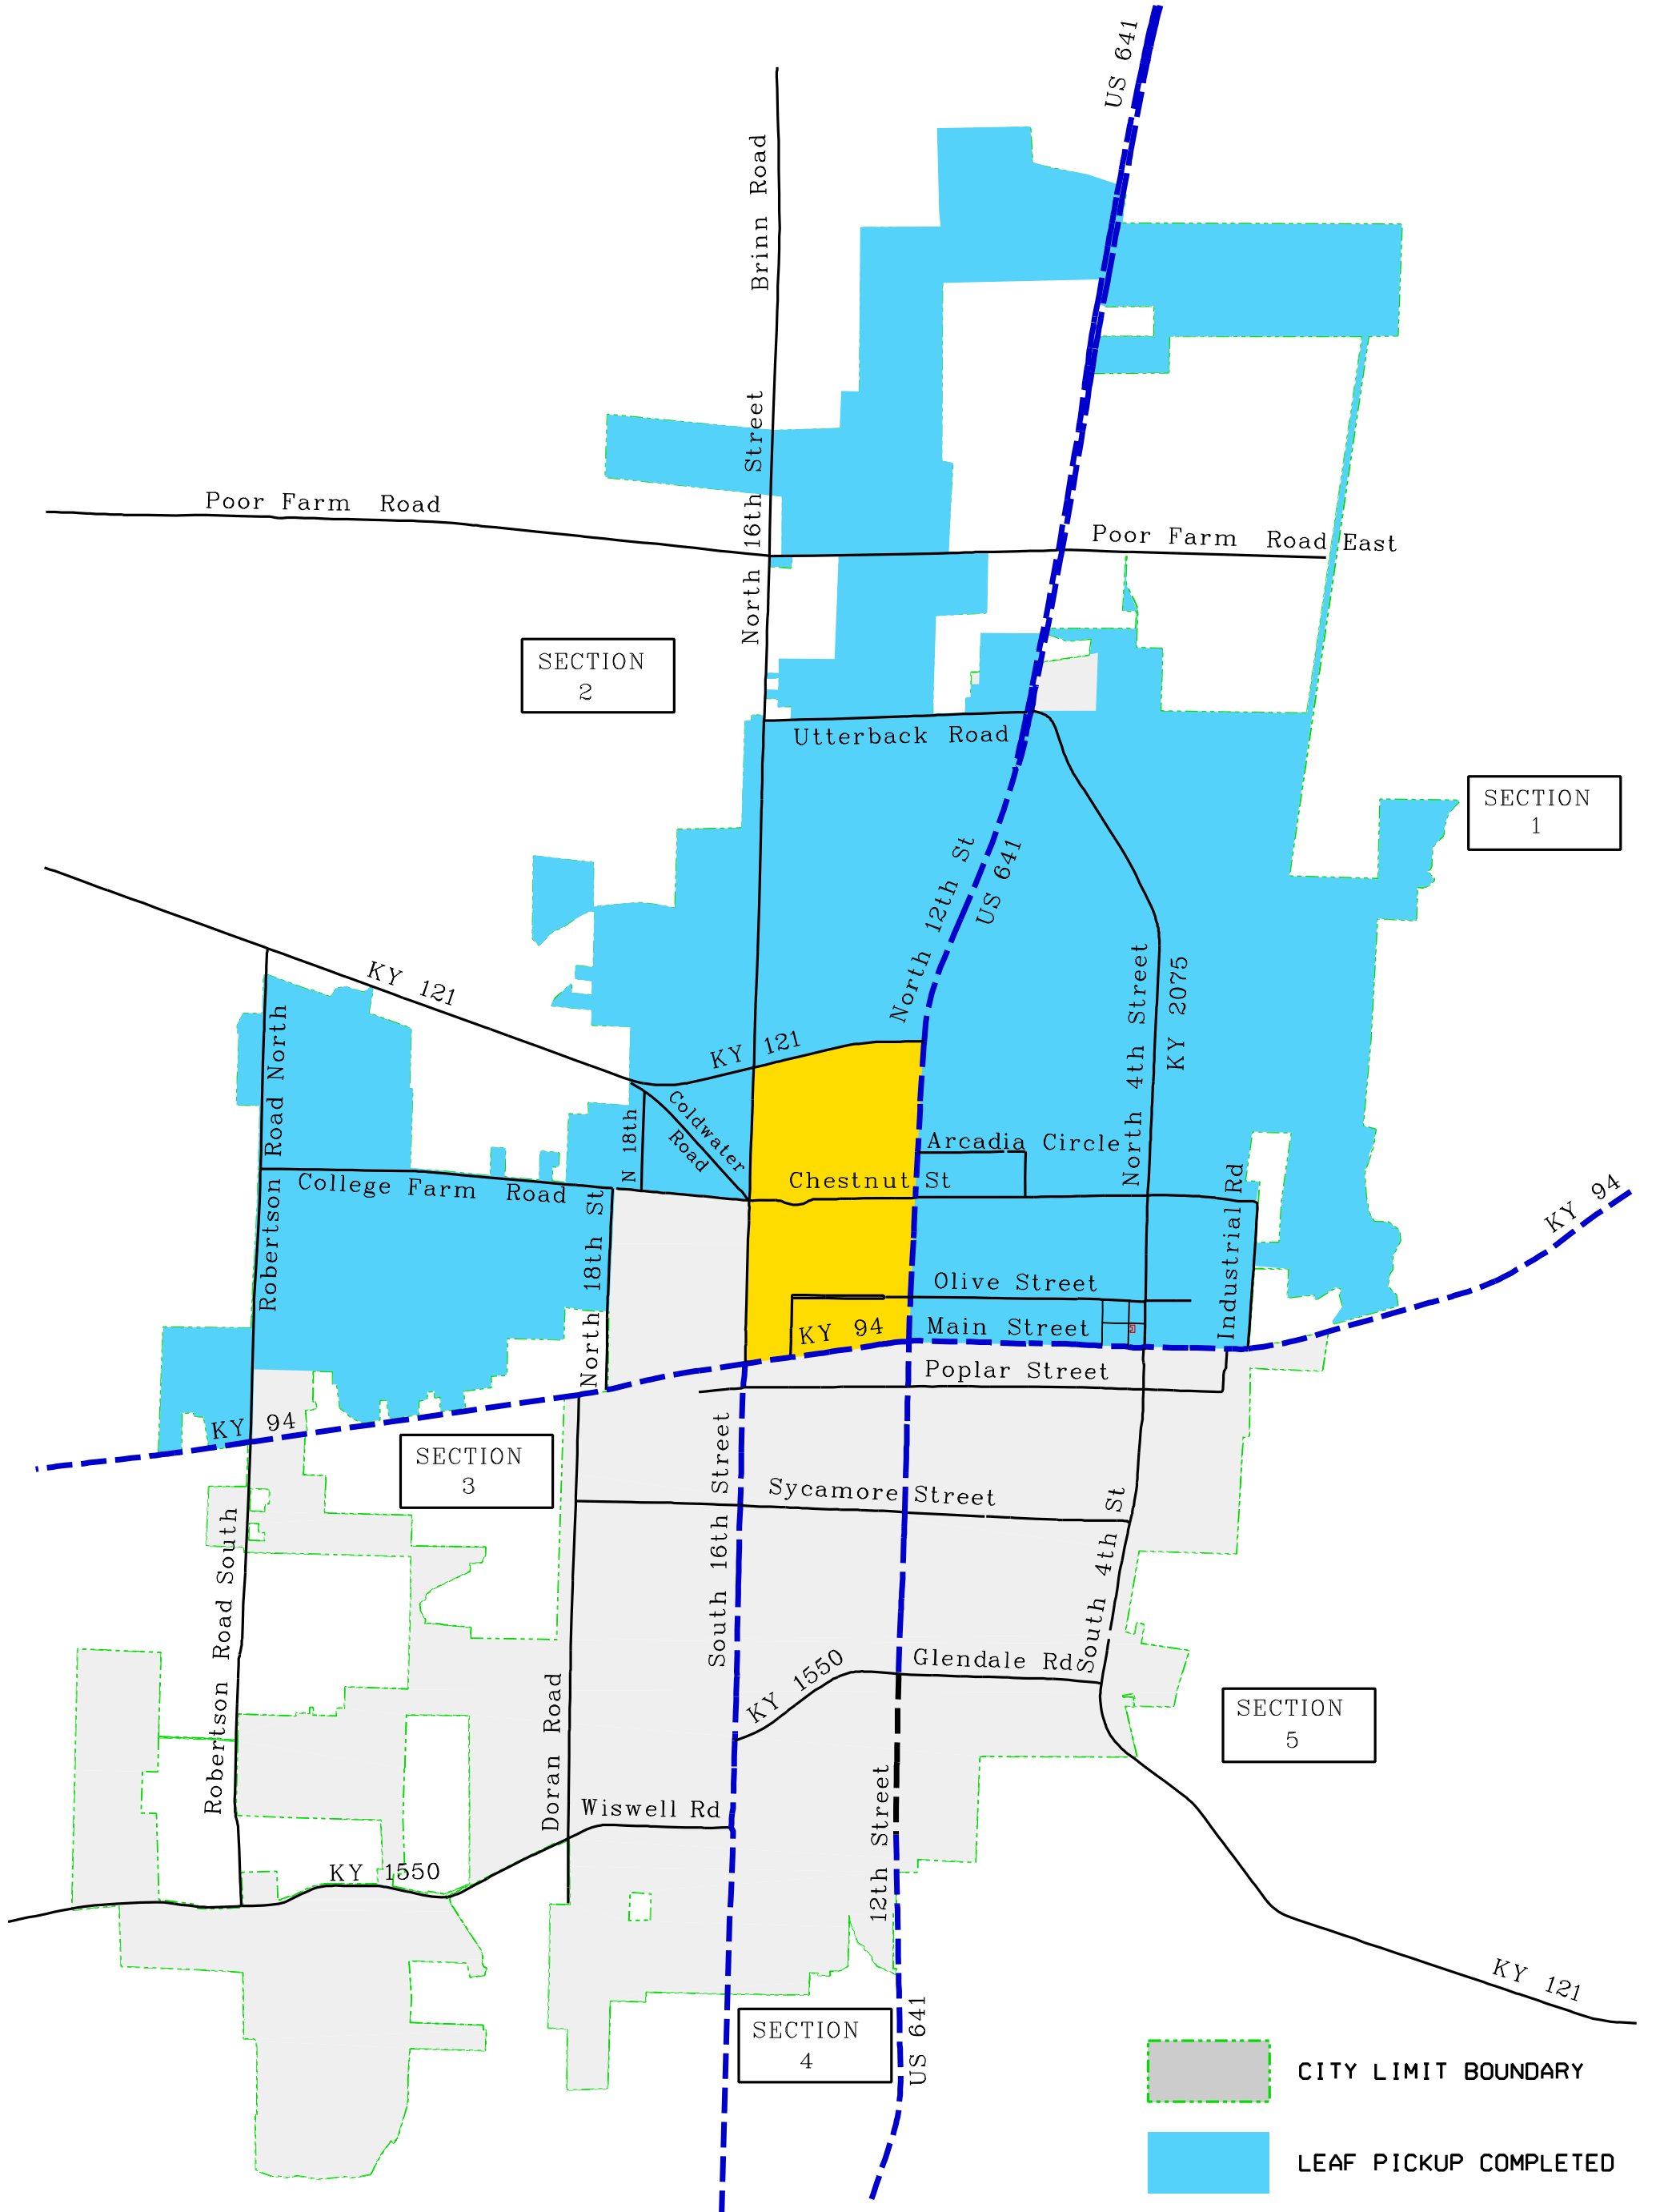 US 641
Brinn Road
North 16th Street
Poor Farm Road
Poor Farm Road East
SECTION
2
Utterback Road
SECTION
1
North 12th St
US 641
KY 121
North 4th Street
KY 2075
Robertson Road North
KY 121
Coldwater
Road
N 18th
Arcadia Circle
Chestnut St
College Farm Road
North 18th St
Industrial Rd
KY 94
Olive Street
KY 94
Main Street
Poplar Street
KY 94
SECTION
3
South 16th Street
Sycamore Street
South 4th St
Robertson Road South
KY 1550
Glendale Rd
SECTION
5
Doran Road
Wiswell Rd
12th Street
KY 1550
KY 121
SECTION
4
US 641
CITY LIMIT BOUNDARY
LEAF PICKUP COMPLETED